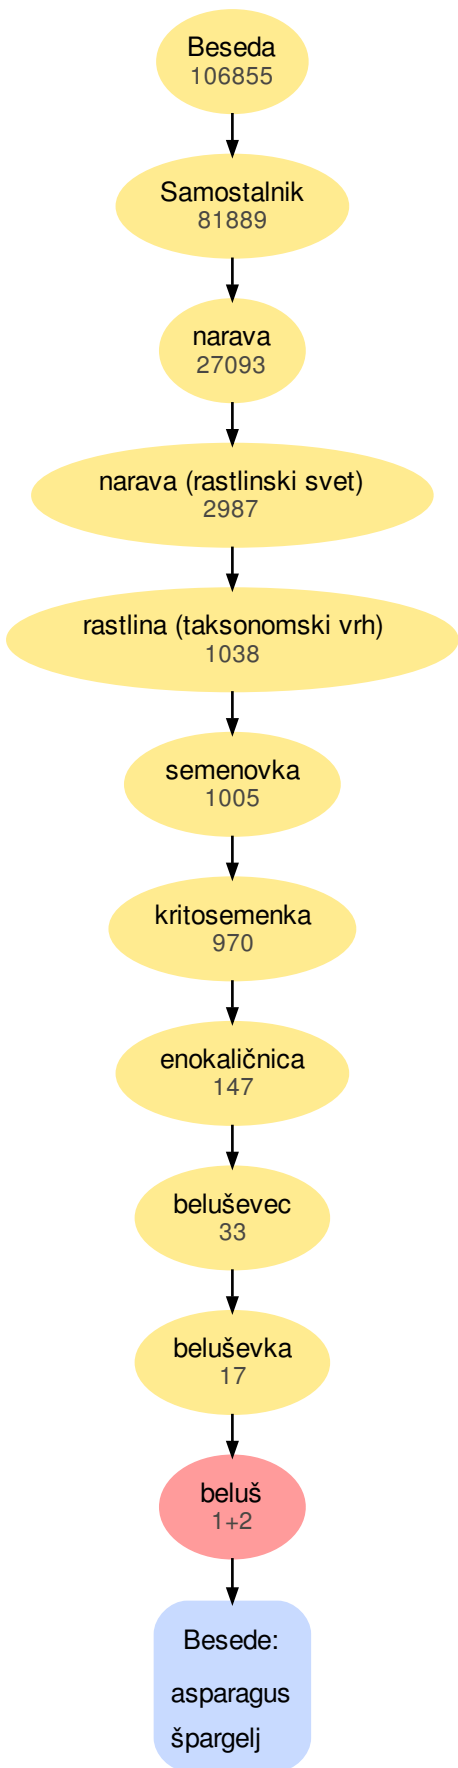 Beseda
106855
Samostalnik
81889
narava
27093
narava (rastlinski svet)
2987
rastlina (taksonomski vrh)
1038
semenovka
1005
kritosemenka
970
enokaličnica
147
beluševec
33
beluševka
17
beluš
1+2
Besede:
asparagus
špargelj